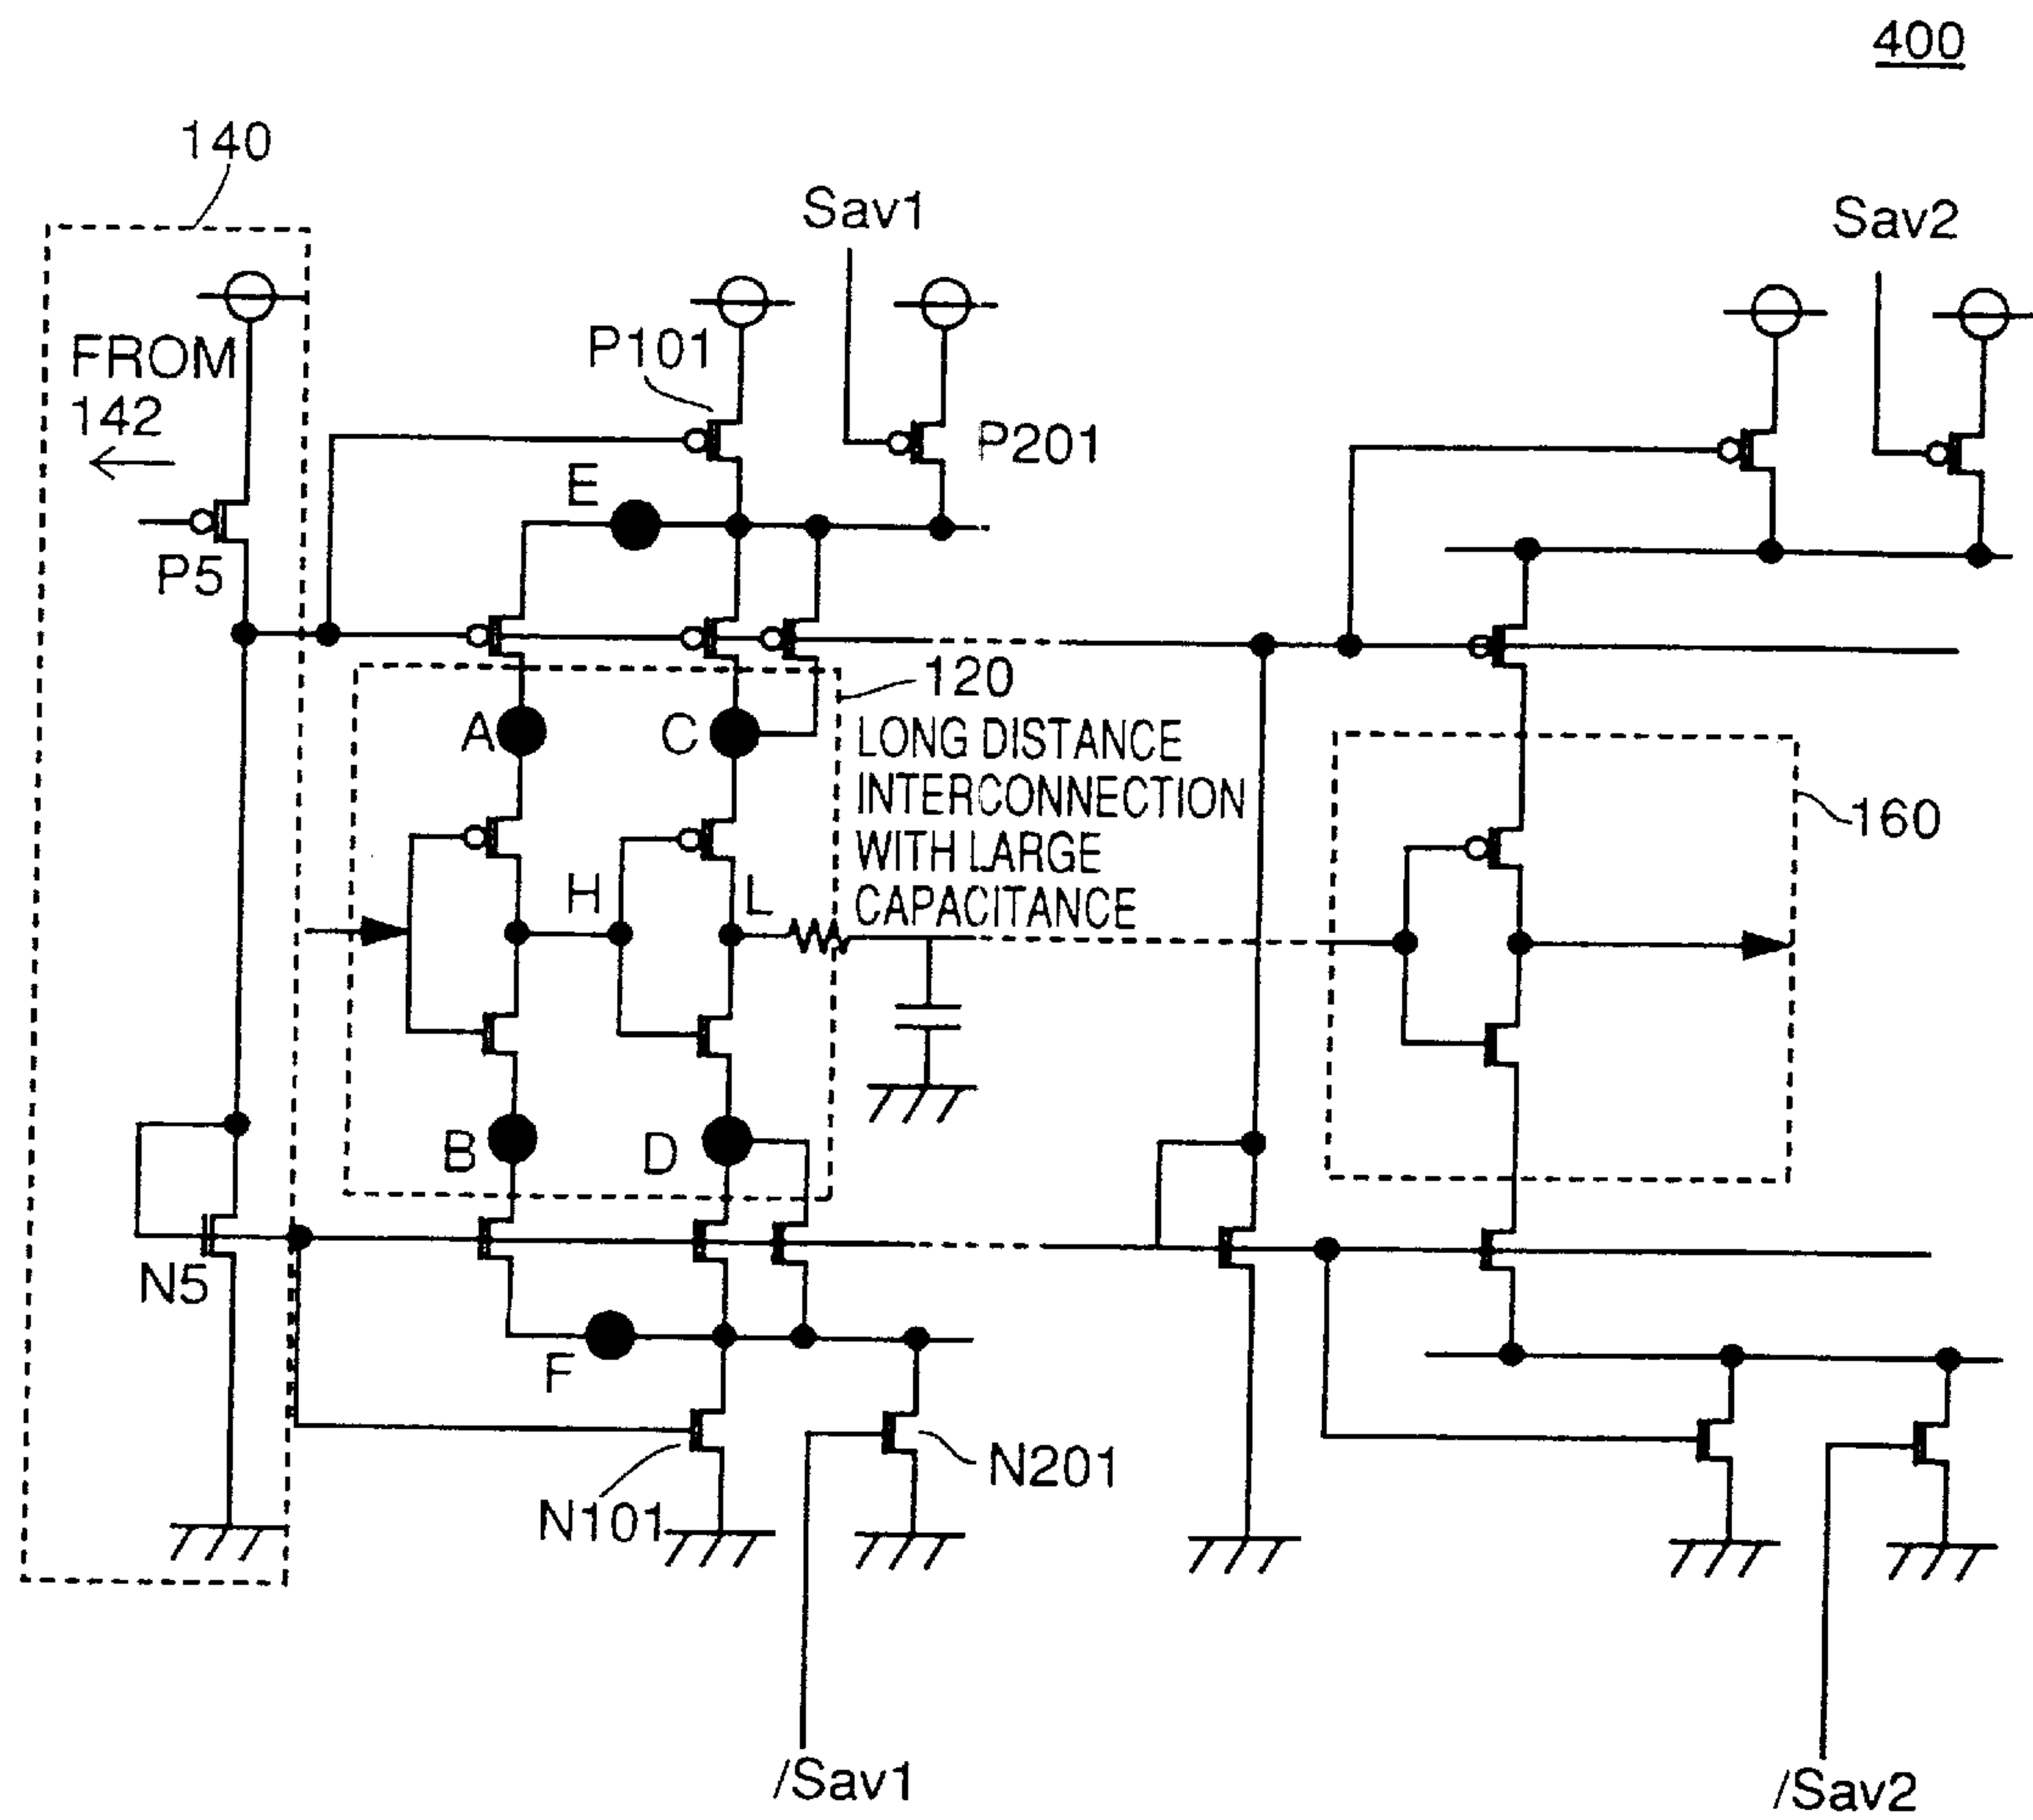 400
140
Sav1
Sav2
FROM
142
P101
P201
E
P5
120
A
C
LONG DISTANCE
INTERCONNECTION
WITH LARGE
CAPACITANCE
160
H
L
B
D
N5
F
N101
N201
/Sav1
/Sav2